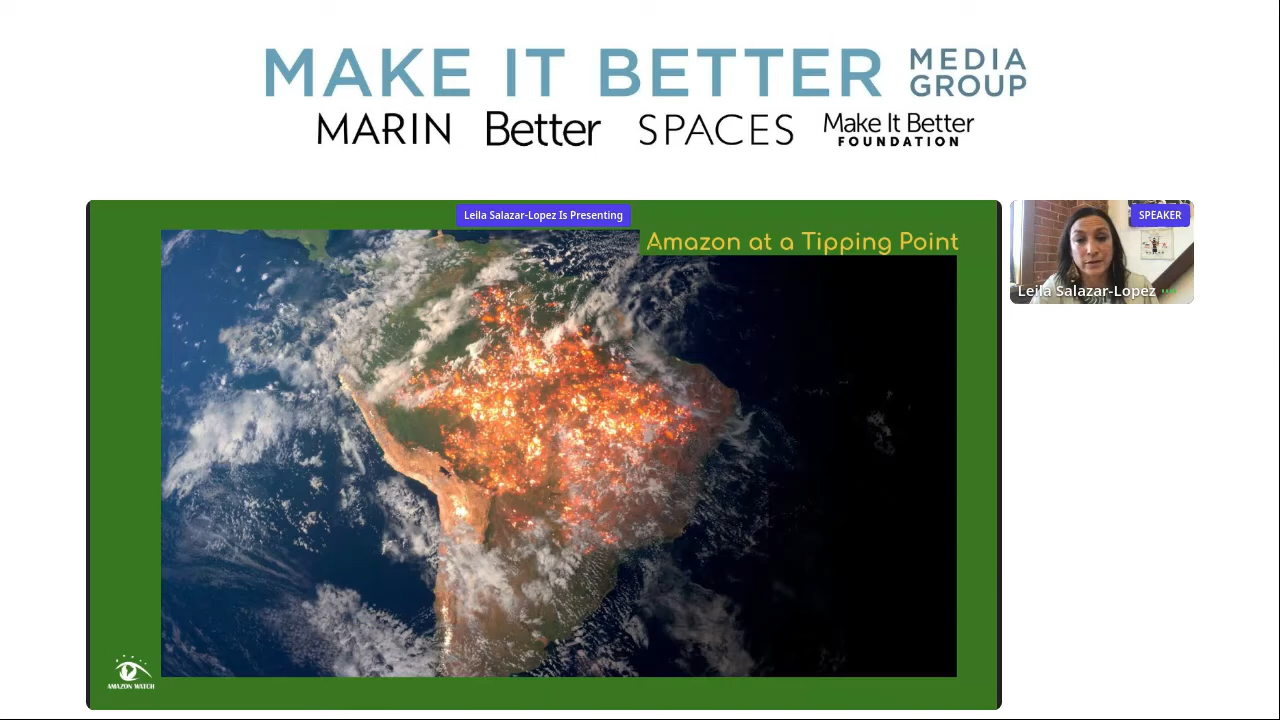 MAKE IT BETTER MEDIA GROUP
MARIN Better SPACES Make It Better FOUNDATION
Leila Salazar-Lopez Is Presenting
SPEAKER
Amazon at a Tipping Point
Leila Salazar-Lopez
AMAZON WATCH